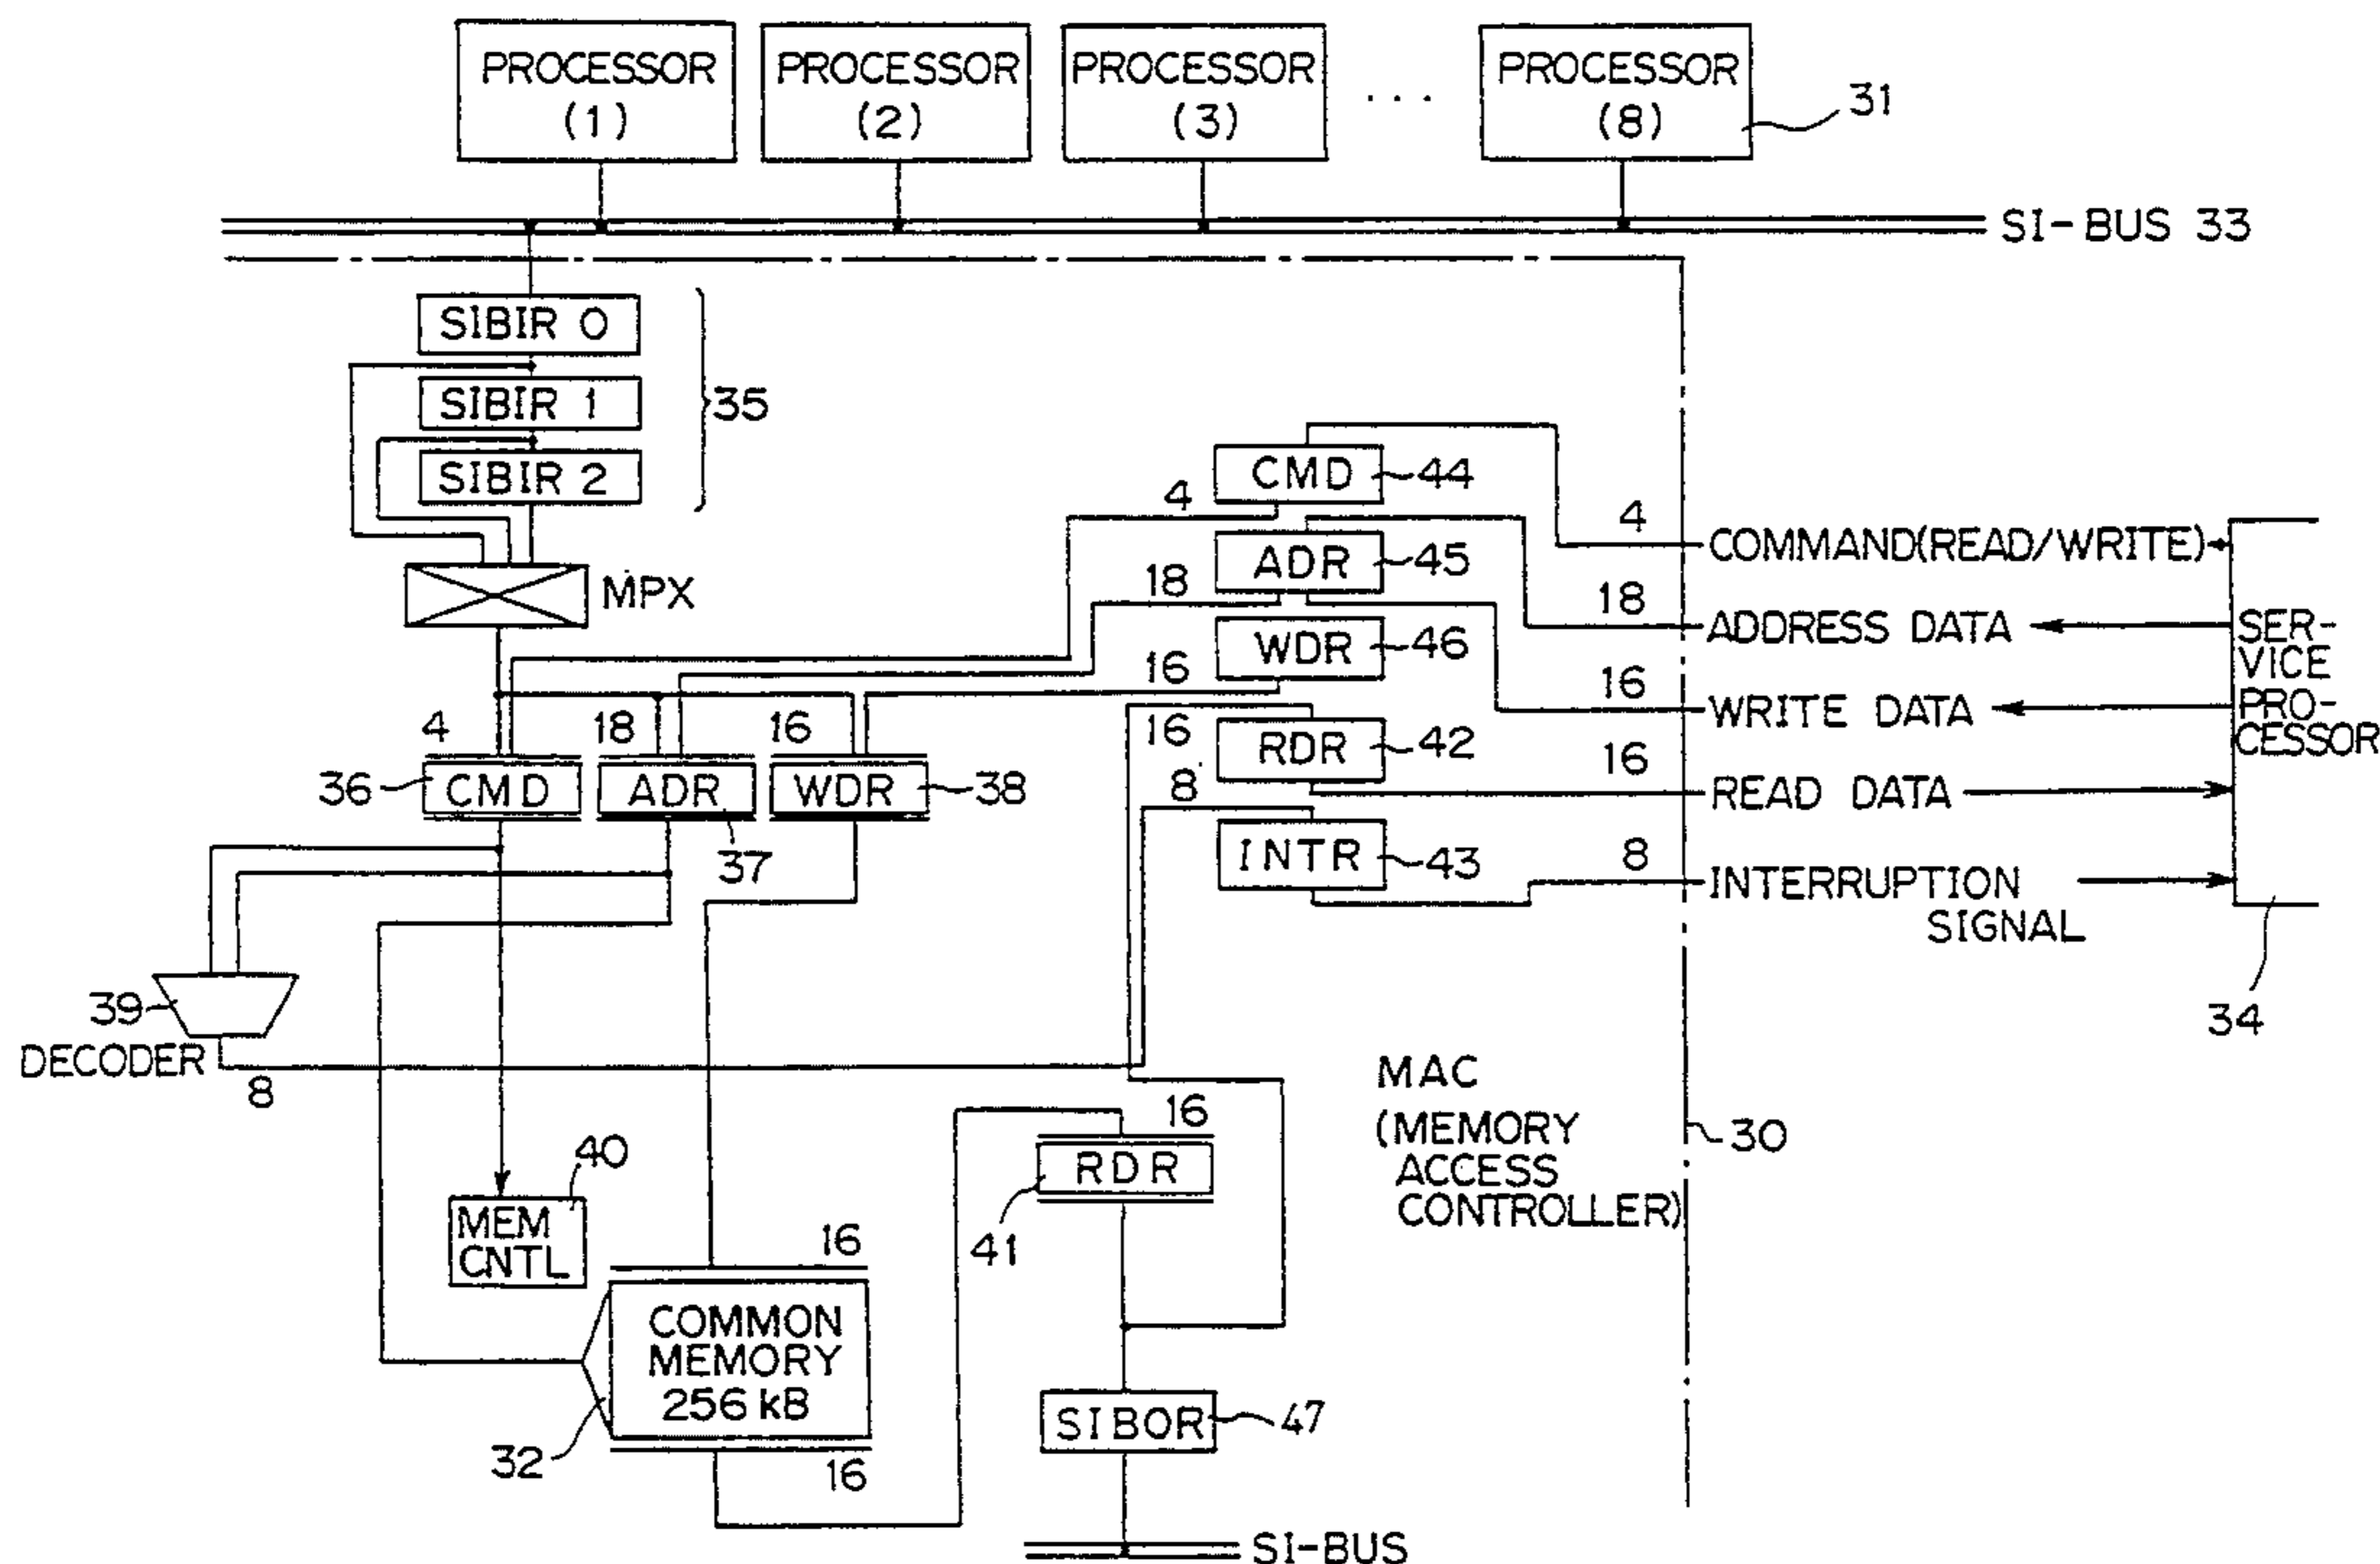 PROCESSOR (1)
PROCESSOR (2)
PROCESSOR (3)
...
PROCESSOR (8)
31
SI-BUS 33
SIBIR 0
SIBIR 1
SIBIR 2
35
MPX
CMD 44
4
4
COMMAND(READ/WRITE)
ADR 45
18
18
ADDRESS DATA
WDR 46
16
16
WRITE DATA
SER-
VICE
PRO-
CESSOR
34
RDR 42
16
16
READ DATA
INTR 43
8
8
INTERRUPTION
SIGNAL
4
18
16
36 CMD
ADR
37
WDR 38
39
DECODER
8
40
MEM
CNTL
16
COMMON
MEMORY
256 kB
32
16
16
RDR
41
SIBOR 47
SI-BUS
MAC
(MEMORY
ACCESS
CONTROLLER)
30